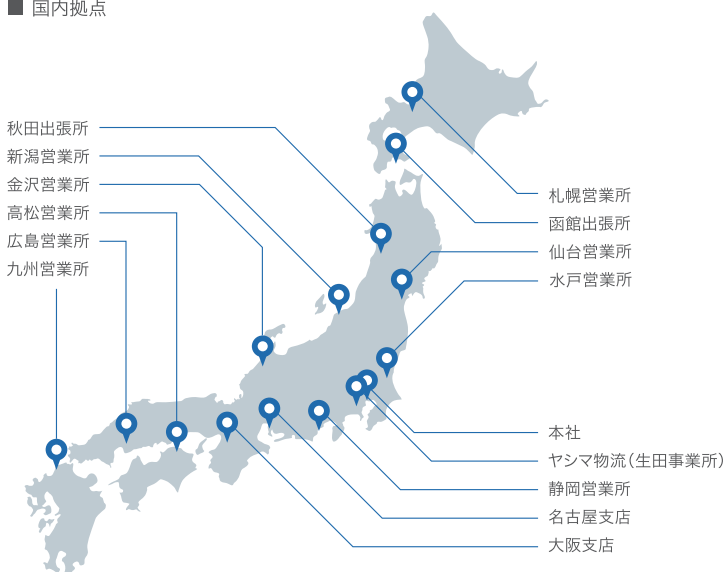 国内拠点
秋田出張所
新潟営業所
金沢営業所
高松営業所
広島営業所
九州営業所
札幌営業所
函館出張所
仙台営業所
水戸営業所
本社
ヤシマ物流(生田事業所)
静岡営業所
名古屋支店
大阪支店